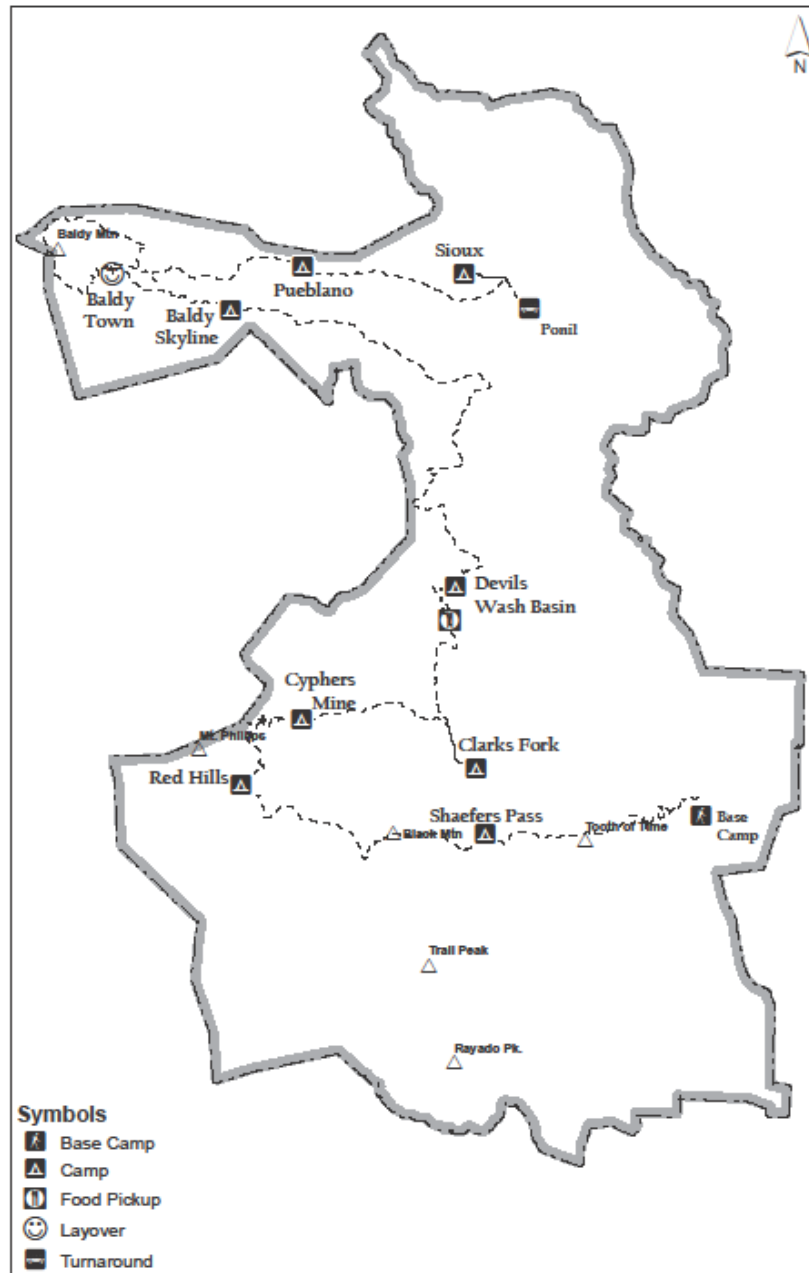 N
Baldy Mtn
Baldy
Town
Pueblano
Sioux
Baldy
Skyline
Ponil
Devils
Wash Basin
Cyphers
Mine
Mt. Phillips
Clarks Fork
Red Hills
Shaefers Pass
Black Mtn
Tooth of Time
Base
Camp
Trail Peak
Rayado Pk.
Symbols
Base Camp
Camp
Food Pickup
Layover
Turnaround